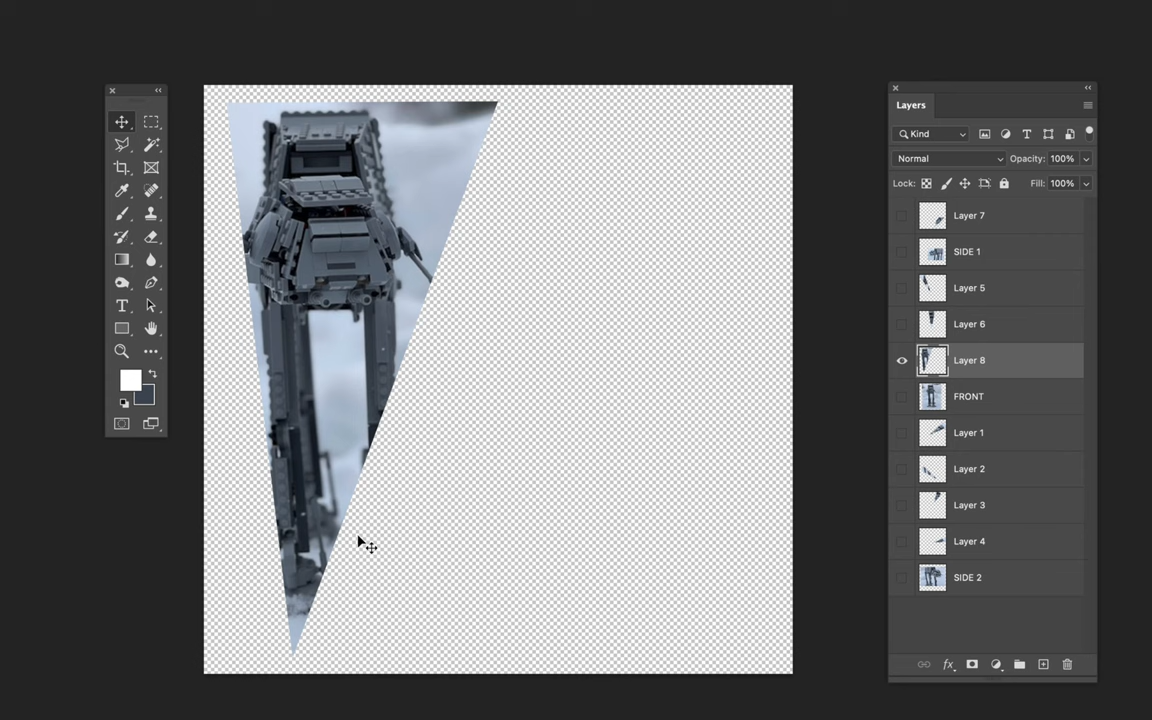 Layers
Kind
Normal Opacity: 100%
Lock: Fill: 100%
Layer 7
SIDE 1
Layer 5
Layer 6
Layer 8
FRONT
Layer 1
Layer 2
Layer 3
Layer 4
SIDE 2
fx